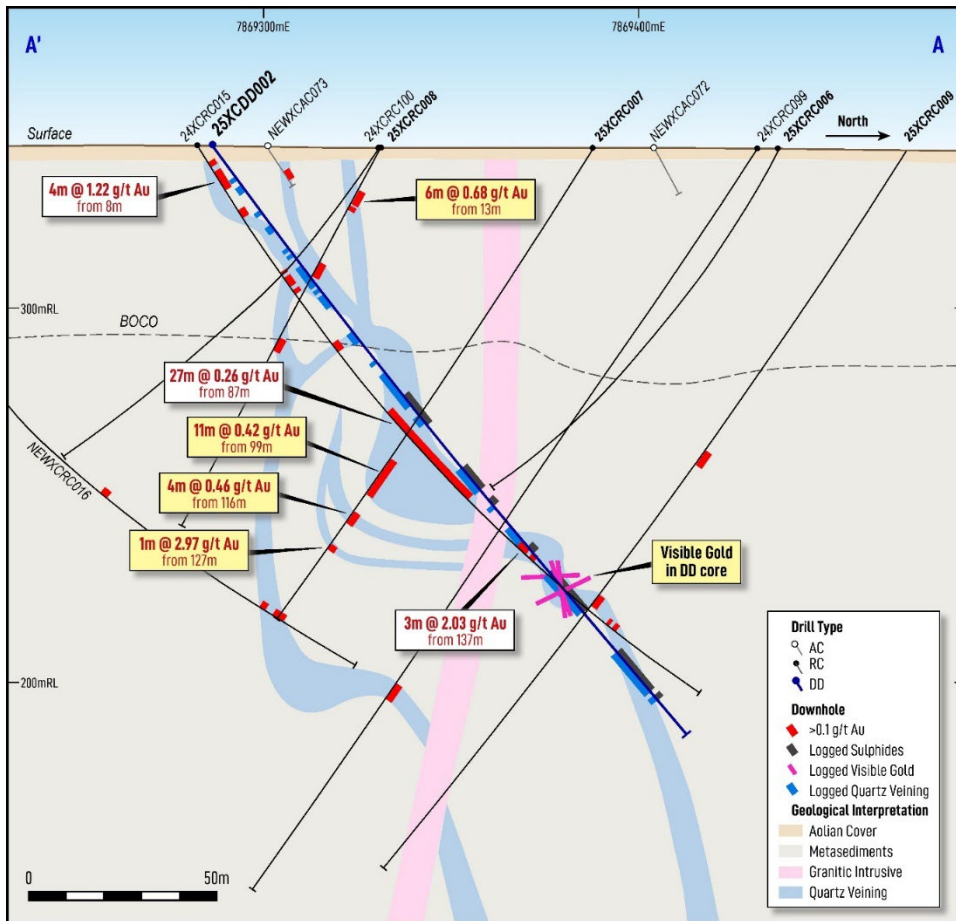 7869300mE
7869400mE
A'
A
24XCRC015
25XCDD002
NEWXCAC073
24XCRC100
25XCRC008
25XCRC007
NEWXCAC072
24XCRC099
25XCRC006
North
25XCRC009
Surface
4m @ 1.22 g/t Au
from 8m
6m @ 0.68 g/t Au
from 13m
300mRL
BOCO
27m @ 0.26 g/t Au
from 87m
11m @ 0.42 g/t Au
from 99m
NEWXCRC016
4m @ 0.46 g/t Au
from 116m
1m @ 2.97 g/t Au
from 127m
Visible Gold
in DD core
3m @ 2.03 g/t Au
from 137m
200mRL
Drill Type
AC
RC
DD
Downhole
>0.1 g/t Au
Logged Sulphides
Logged Visible Gold
Logged Quartz Veining
Geological Interpretation
Aolian Cover
Metasediments
Granitic Intrusive
Quartz Veining
0
50m